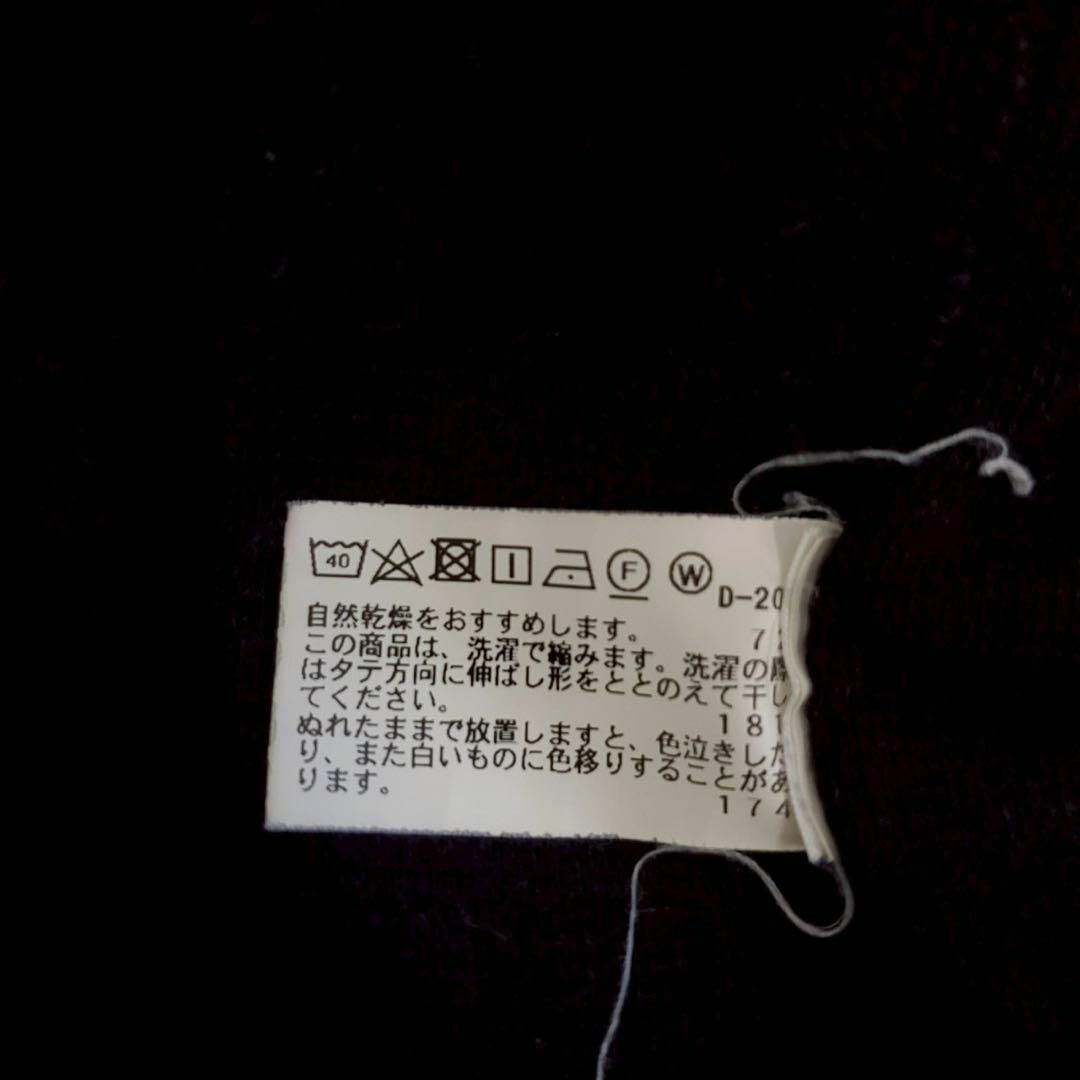 40 F W D-20
自然乾燥をおすすめします。
7
この商品は、洗濯で縮みます。洗濯の際
はタテ方向に伸ばし形をととのえて干し
てください。
181
ぬれたままで放置しますと、色泣きした
り、また白いものに色移りすることがあ
ります。
174